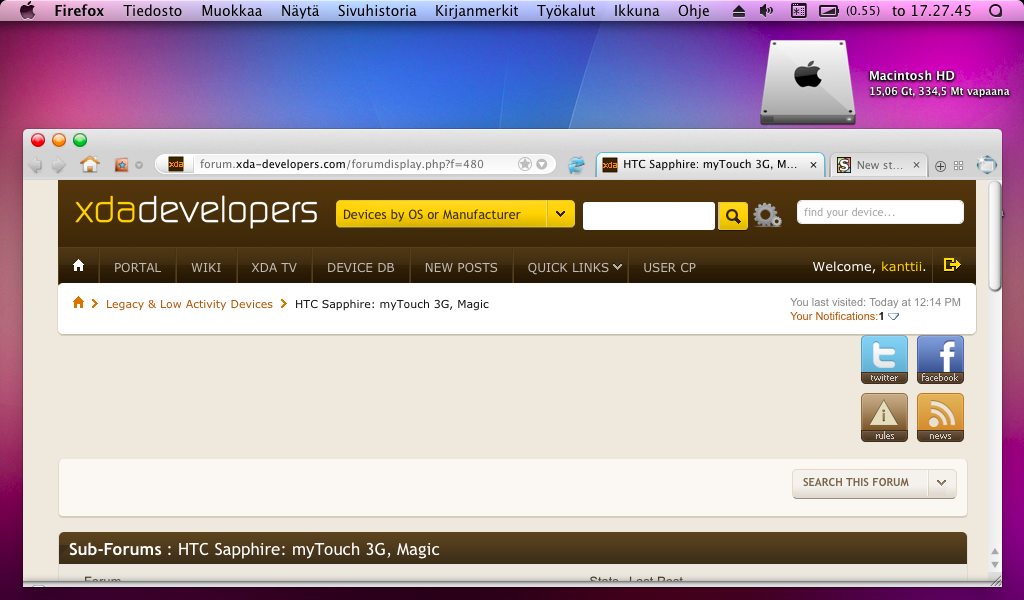 Firefox Tiedosto Muokkaa Näytä Sivuhistoria Kirjanmerkit Työkalut Ikkuna Ohje (0.55) to 17.27.45
Macintosh HD
15,06 Gt, 334,5 Mt vapaana
xda forum.xda-developers.com/forumdisplay.php?f=480 xda HTC Sapphire: myTouch 3G, M... × S New st... ×
xdadevelopers Devices by OS or Manufacturer find your device...
PORTAL WIKI XDA TV DEVICE DB NEW POSTS QUICK LINKS USER CP Welcome, kanttii.
Legacy & Low Activity Devices HTC Sapphire: myTouch 3G, Magic You last visited: Today at 12:14 PM
Your Notifications:1
twitter facebook
rules news
SEARCH THIS FORUM
Sub-Forums : HTC Sapphire: myTouch 3G, Magic
Forum Stats Last Post